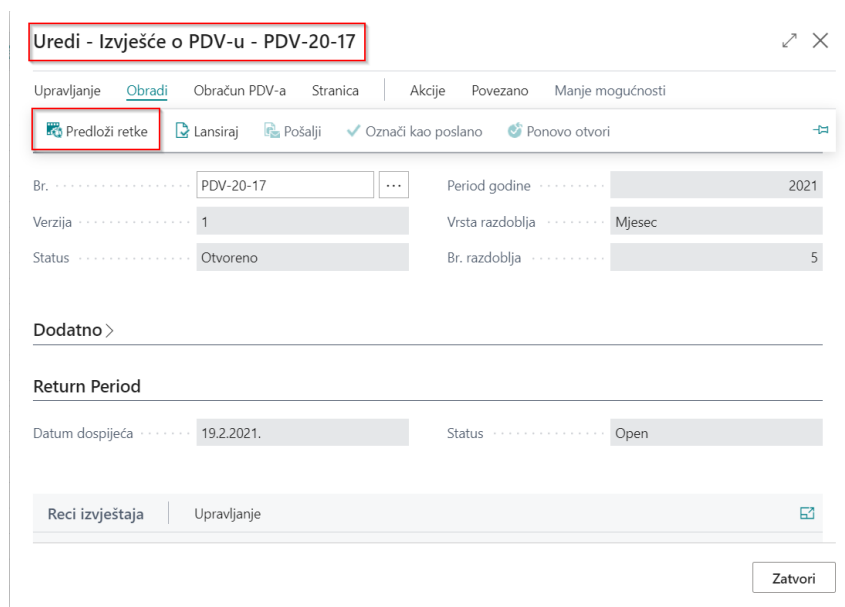 Uredi - Izvješće o PDV-u - PDV-20-17
Upravljanje Obradi Obračun PDV-a Stranica Akcije Povezano Manje mogućnosti
Predloži retke Lansiraj Pošalji Označi kao poslano Ponovo otvori
Br. PDV-20-17 ... Period godine 2021
Verzija 1 Vrsta razdoblja Mjesec
Status Otvoreno Br. razdoblja 5
Dodatno >
Return Period
Datum dospijeća 19.2.2021. Status Open
Reci izvještaja Upravljanje
Zatvori